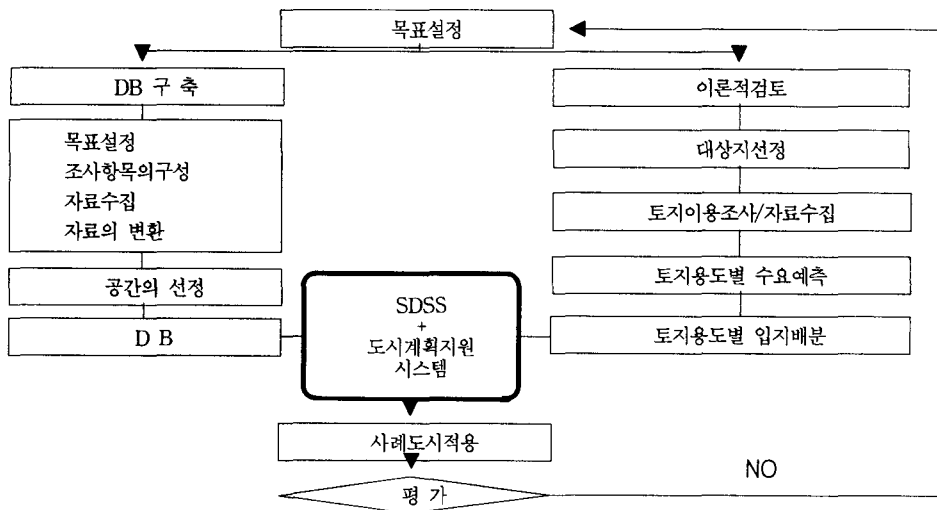 목표설정
DB 구 축
목표설정
조사항목의구성
자료수집
자료의 변환
공간의 선정
D B
이론적검토
대상지선정
토지이용조사/자료수집
토지용도별 수요예측
토지용도별 입지배분
SDSS
+
도시계획지원
시스템
사례도시적용
평 가
NO